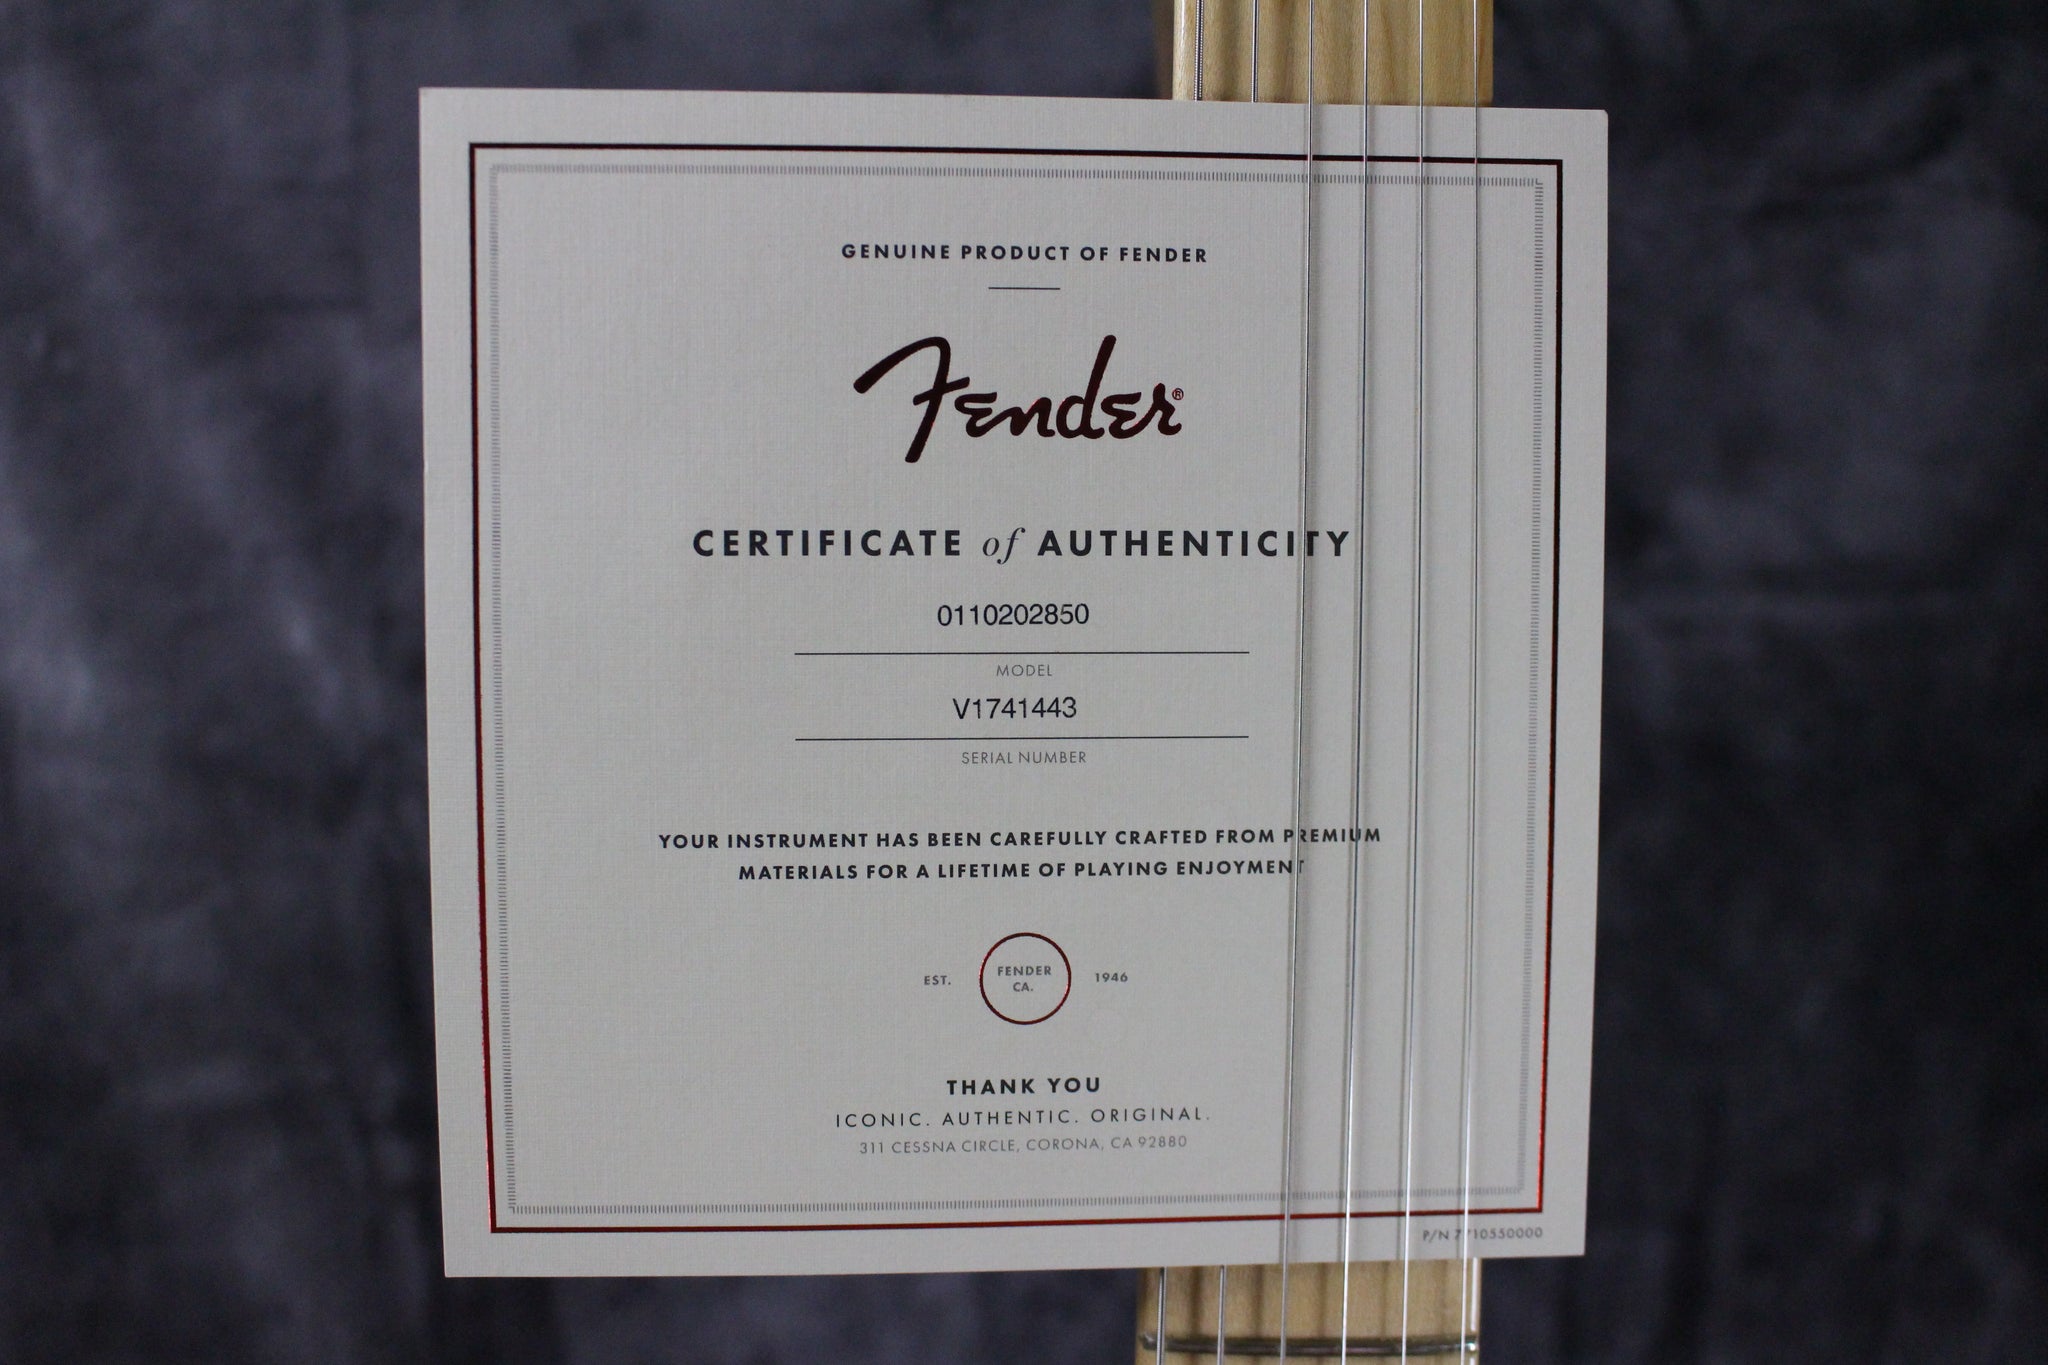 GENUINE PRODUCT OF FENDER
Fender®
CERTIFICATE of AUTHENTICITY
0110202850
MODEL
V1741443
SERIAL NUMBER
YOUR INSTRUMENT HAS BEEN CAREFULLY CRAFTED FROM PREMIUM
MATERIALS FOR A LIFETIME OF PLAYING ENJOYMENT
EST. FENDER CA. 1946
THANK YOU
ICONIC. AUTHENTIC. ORIGINAL.
311 CESSNA CIRCLE, CORONA, CA 92880
P/N